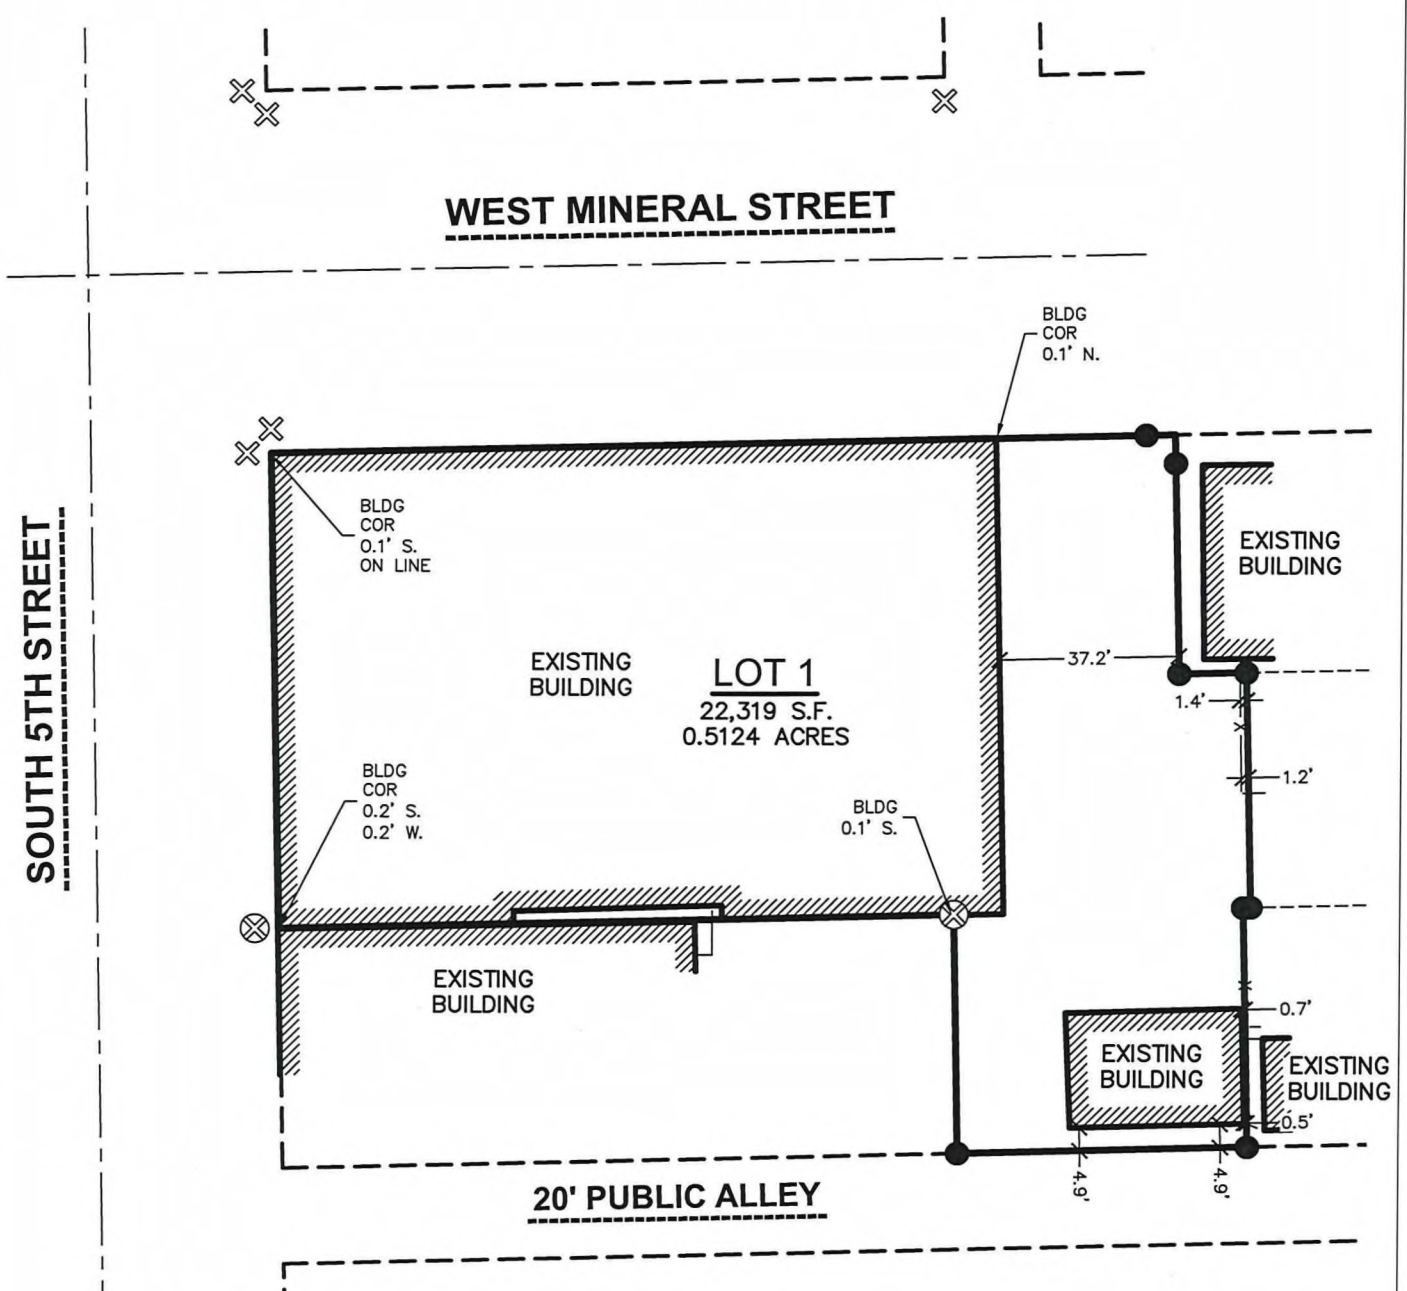 WEST MINERAL STREET
BLDG
COR
0.1' N.
BLDG
COR
0.1' S.
ON LINE
SOUTH 5TH STREET
EXISTING
BUILDING
EXISTING
BUILDING
LOT 1
22,319 S.F.
0.5124 ACRES
37.2'
1.4'
1.2'
BLDG
COR
0.2' S.
0.2' W.
BLDG
0.1' S.
EXISTING
BUILDING
0.7'
EXISTING
BUILDING
EXISTING
BUILDING
0.5'
4.9'
4.9'
20' PUBLIC ALLEY